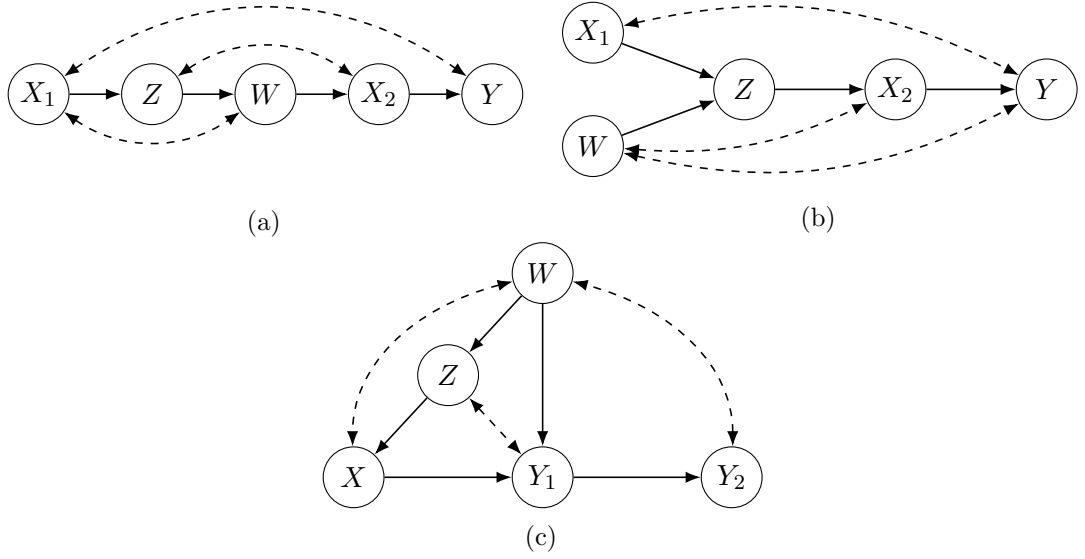 X₁ Z W X₂ Y
(a)
X₁
Z X₂ Y
W
(b)
W
Z
X Y₁ Y₂
(c)